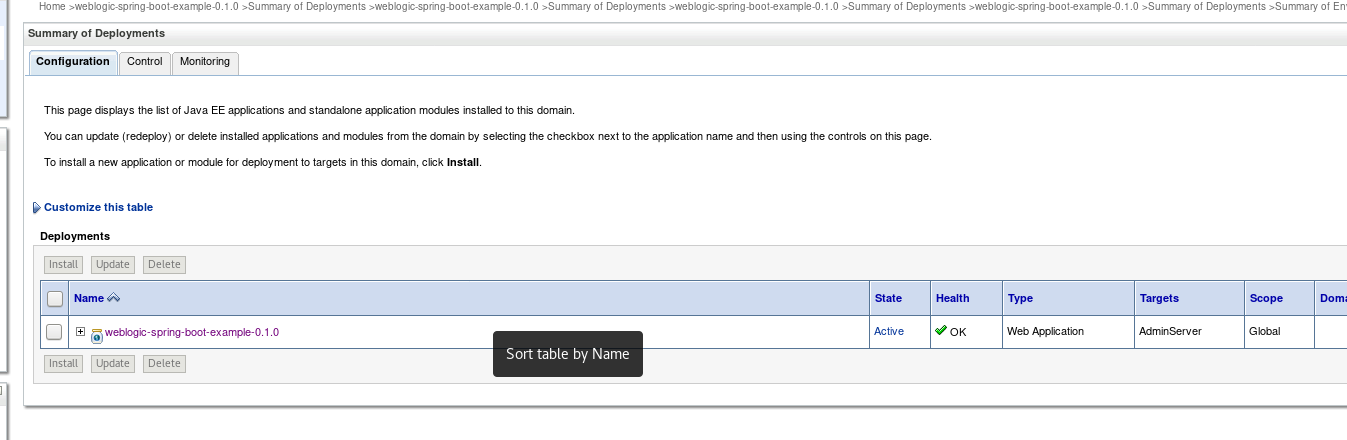 Home >weblogic-spring-boot-example-0.1.0 >Summary of Deployments >weblogic-spring-boot-example-0.1.0 >Summary of Deployments >weblogic-spring-boot-example-0.1.0 >Summary of Deployments >weblogic-spring-boot-example-0.1.0 >Summary of Deployments >Summary of
Summary of Deployments
Configuration Control Monitoring
This page displays the list of Java EE applications and standalone application modules installed to this domain.
You can update (redeploy) or delete installed applications and modules from the domain by selecting the checkbox next to the application name and then using the controls on this page.
To install a new application or module for deployment to targets in this domain, click Install.
Customize this table
Deployments
Install Update Delete
Name State Health Type Targets Scope
weblogic-spring-boot-example-0.1.0 Active OK Web Application AdminServer Global
Sort table by Name
Install Update Delete